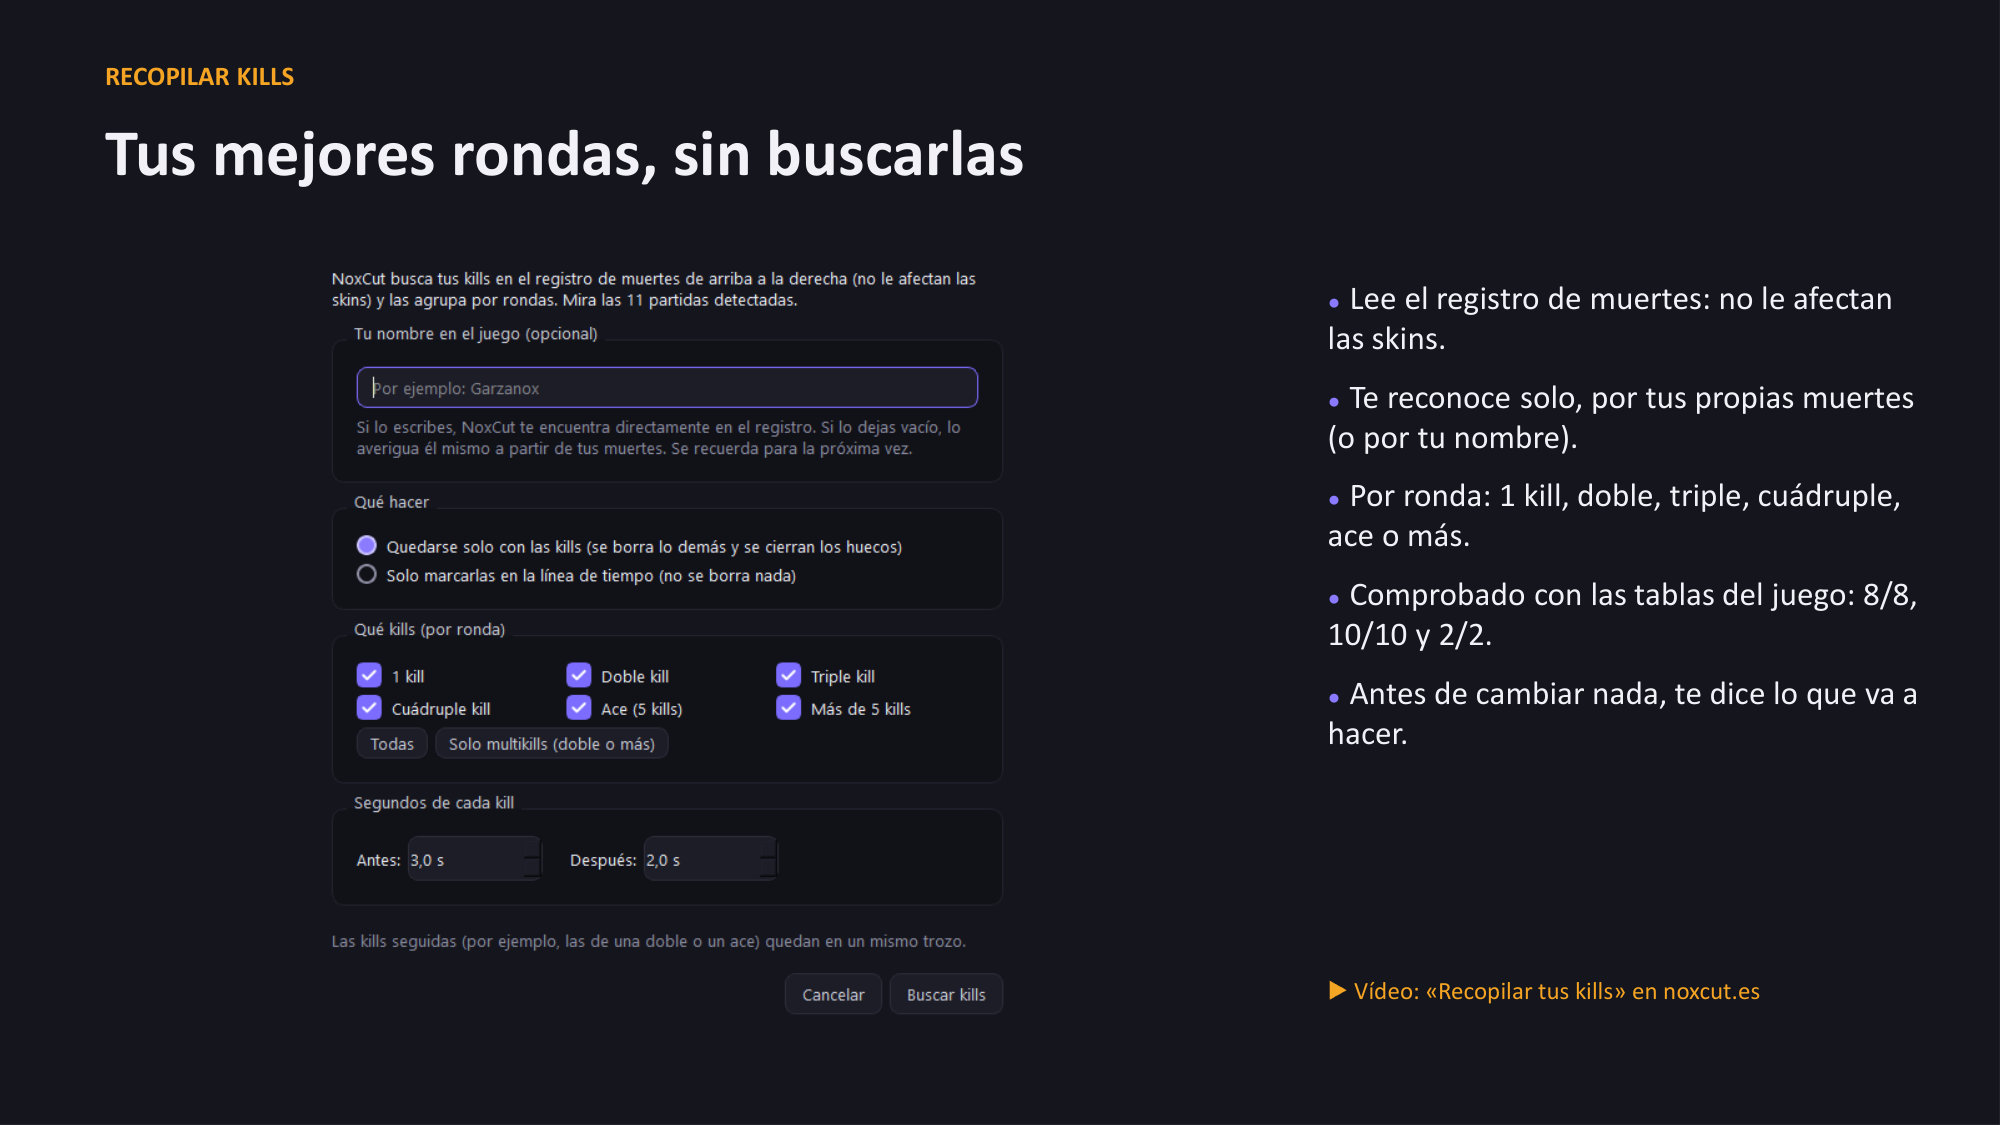 RECOPILAR KILLS
Tus mejores rondas, sin buscarlas
NoxCut busca tus kills en el registro de muertes de arriba a la derecha (no le afectan las
skins) y las agrupa por rondas. Mira las 11 partidas detectadas.
Tu nombre en el juego (opcional)
Por ejemplo: Garzanox
Si lo escribes, NoxCut te encuentra directamente en el registro. Si lo dejas vacío, lo
averigua él mismo a partir de tus muertes. Se recuerda para la próxima vez.
Qué hacer
Quedarse solo con las kills (se borra lo demás y se cierran los huecos)
Solo marcarlas en la línea de tiempo (no se borra nada)
Qué kills (por ronda)
1 kill Doble kill Triple kill
Cuádruple kill Ace (5 kills) Más de 5 kills
Todas Solo multikills (doble o más)
Segundos de cada kill
Antes: 3,0 s Después: 2,0 s
Las kills seguidas (por ejemplo, las de una doble o un ace) quedan en un mismo trozo.
Cancelar Buscar kills
• Lee el registro de muertes: no le afectan
las skins.
• Te reconoce solo, por tus propias muertes
(o por tu nombre).
• Por ronda: 1 kill, doble, triple, cuádruple,
ace o más.
• Comprobado con las tablas del juego: 8/8,
10/10 y 2/2.
• Antes de cambiar nada, te dice lo que va a
hacer.
▶ Vídeo: «Recopilar tus kills» en noxcut.es